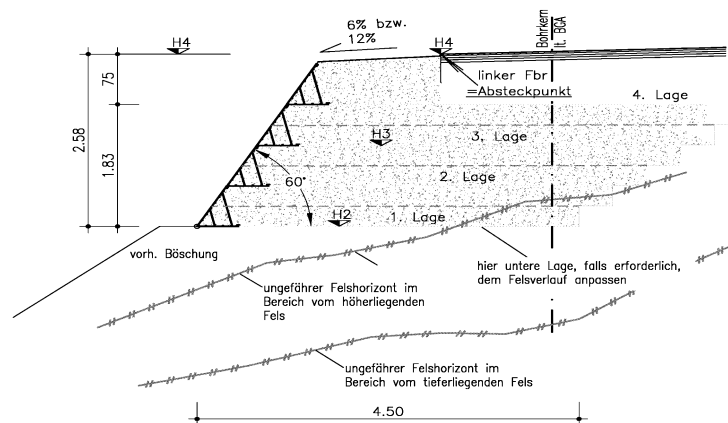 6% bzw.
12%
H4
H4
Bohrkern
lt. BGA
linker Fbr
=Absteckpunkt
4. Lage
75
2.58
1.83
H3
3. Lage
60°
2. Lage
H2
1. Lage
vorh. Böschung
hier untere Lage, falls erforderlich,
dem Felsverlauf anpassen
ungefährer Felshorizont im
Bereich vom höherliegenden
Fels
ungefährer Felshorizont im
Bereich vom tieferliegenden Fels
4.50